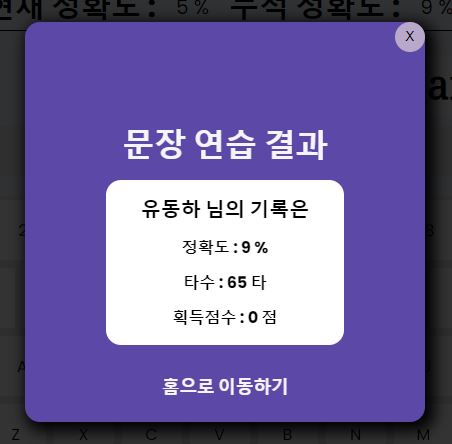 현재 정확도 : 5 % 누적 정확도 : 9 %
X
문장 연습 결과
유동하 님의 기록은
정확도 : 9 %
타수 : 65 타
획득점수 : 0 점
홈으로 이동하기
Z X C V B N M